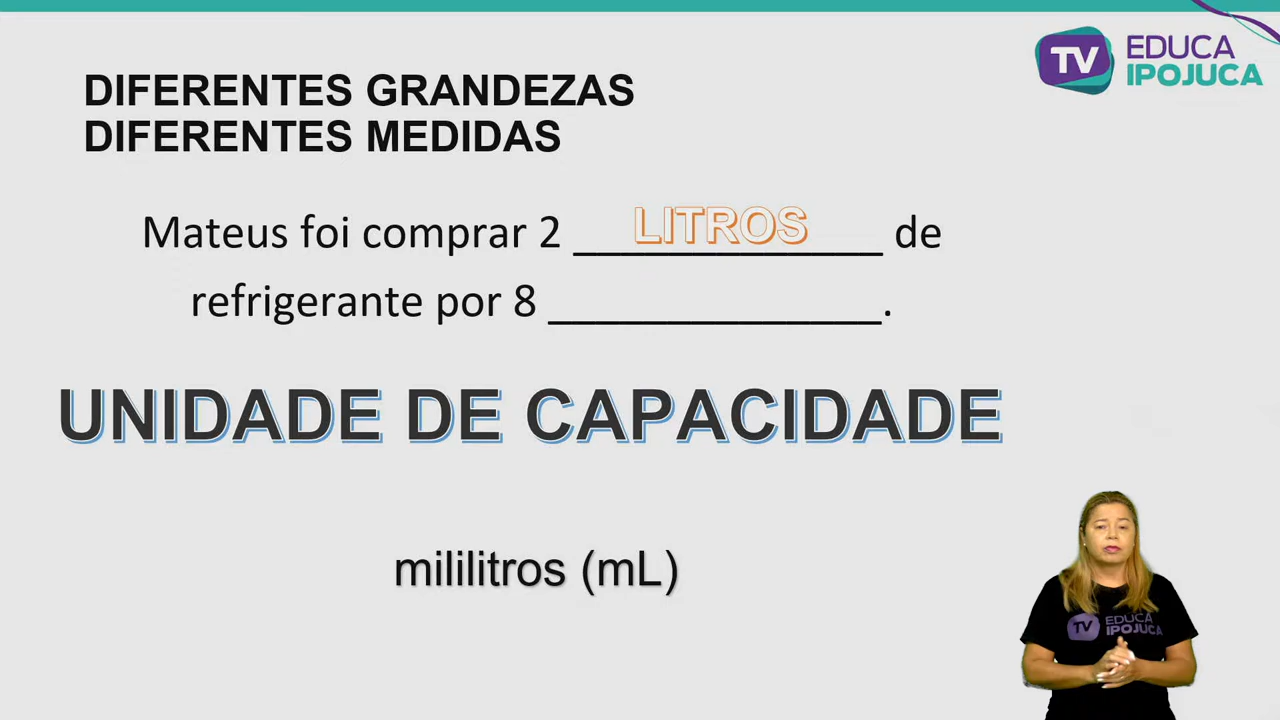 TV EDUCA
IPOJUCA
DIFERENTES GRANDEZAS
DIFERENTES MEDIDAS
Mateus foi comprar 2 LITROS de
refrigerante por 8 ______________.
UNIDADE DE CAPACIDADE
mililitros (mL)
TV EDUCA
IPOJUCA